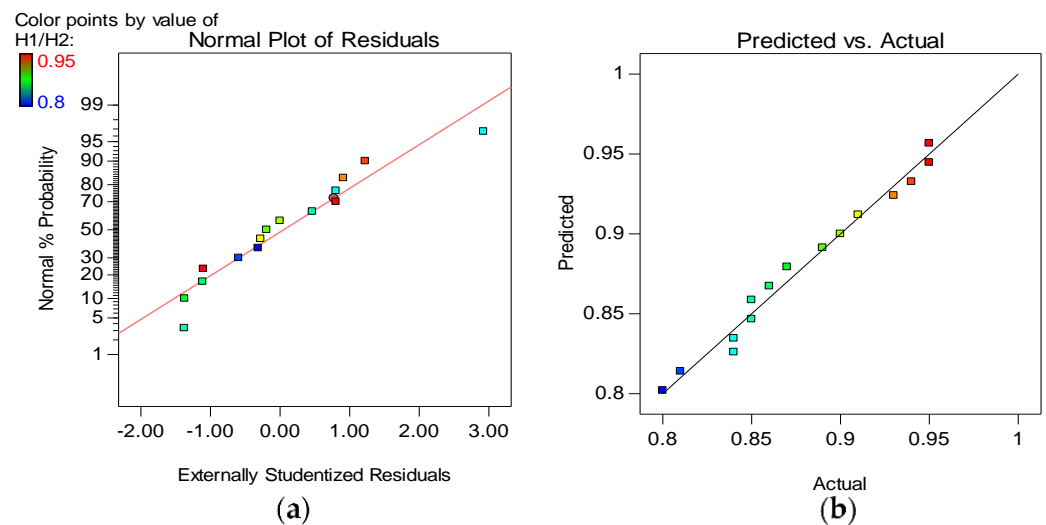 Color points by value of
H1/H2:
0.95
0.8
Normal Plot of Residuals
Normal % Probability
99
95
90
80
70
50
30
20
10
5
1
-2.00 -1.00 0.00 1.00 2.00 3.00
Externally Studentized Residuals
(a)
Predicted vs. Actual
Predicted
1
0.95
0.9
0.85
0.8
0.8 0.85 0.9 0.95 1
Actual
(b)